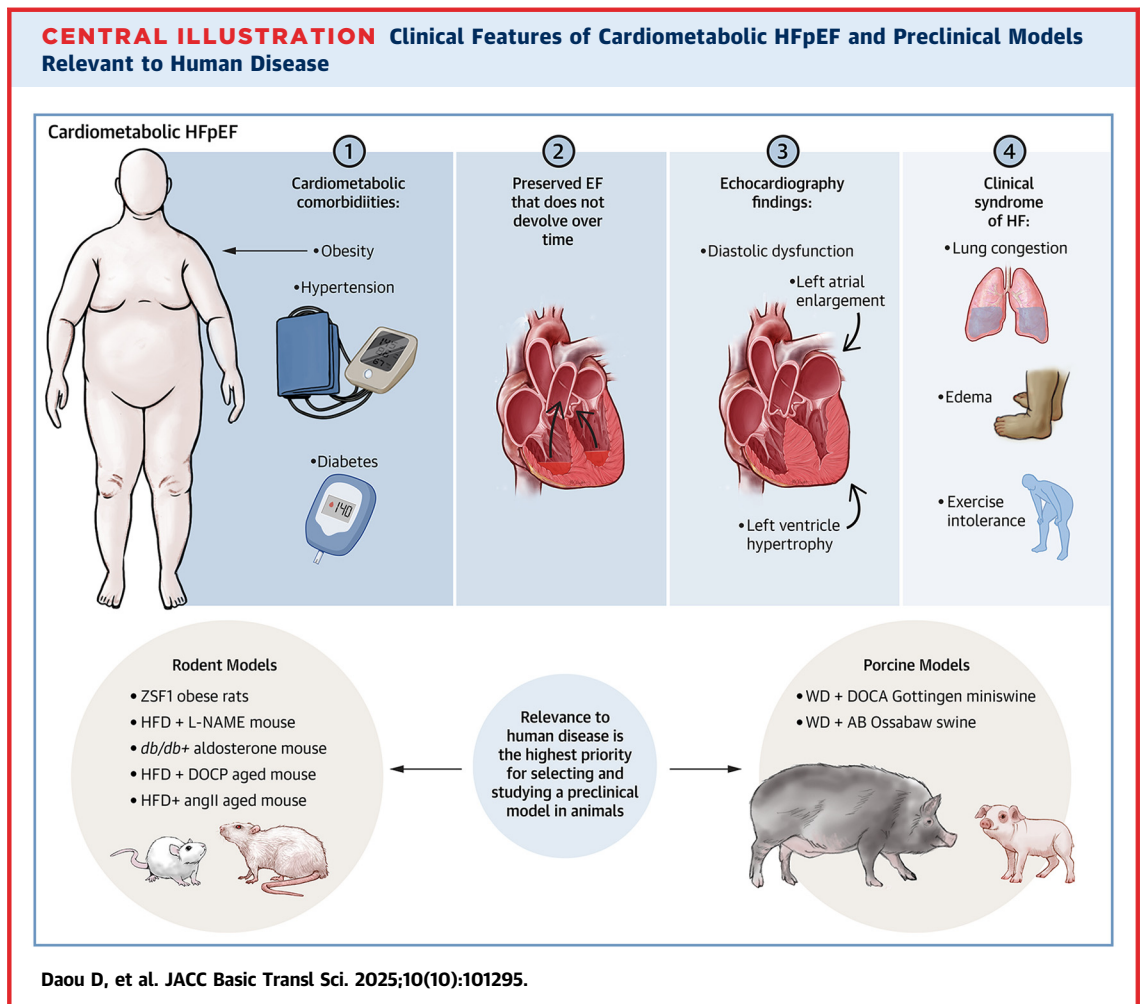 CENTRAL ILLUSTRATION Clinical Features of Cardiometabolic HFpEF and Preclinical Models
Relevant to Human Disease
Cardiometabolic HFpEF
1
Cardiometabolic
comorbidiities:
•Obesity
•Hypertension
•Diabetes
140
2
Preserved EF
that does not
devolve over
time
3
Echocardiography
findings:
•Diastolic dysfunction
•Left atrial
enlargement
•Left ventricle
hypertrophy
4
Clinical
syndrome
of HF:
•Lung congestion
•Edema
•Exercise
intolerance
Rodent Models
• ZSF1 obese rats
• HFD + L-NAME mouse
• db/db+ aldosterone mouse
• HFD + DOCP aged mouse
• HFD+ angII aged mouse
Relevance to
human disease is
the highest priority
for selecting and
studying a preclinical
model in animals
Porcine Models
•WD + DOCA Gottingen miniswine
•WD + AB Ossabaw swine
Daou D, et al. JACC Basic Transl Sci. 2025;10(10):101295.